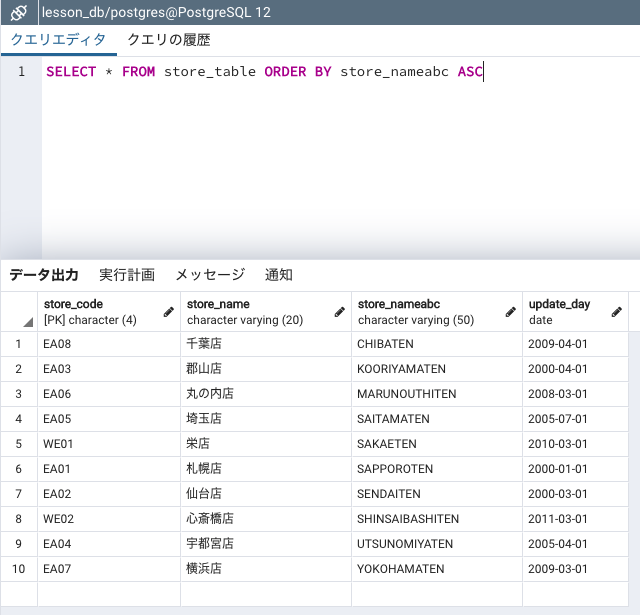 lesson_db/postgres@PostgreSQL 12
クエリエディタ クエリの履歴
1 SELECT * FROM store_table ORDER BY store_nameabc ASC
データ出力 実行計画 メッセージ 通知
store_code store_name store_nameabc update_day
[PK] character (4) character varying (20) character varying (50) date
1 EA08 千葉店 CHIBATEN 2009-04-01
2 EA03 郡山店 KOORIYAMATEN 2000-04-01
3 EA06 丸の内店 MARUNOUTHITEN 2008-03-01
4 EA05 埼玉店 SAITAMATEN 2005-07-01
5 WE01 栄店 SAKAETEN 2010-03-01
6 EA01 札幌店 SAPPOROTEN 2000-01-01
7 EA02 仙台店 SENDAITEN 2000-03-01
8 WE02 心斎橋店 SHINSAIBASHITEN 2011-03-01
9 EA04 宇都宮店 UTSUNOMIYATEN 2005-04-01
10 EA07 横浜店 YOKOHAMATEN 2009-03-01